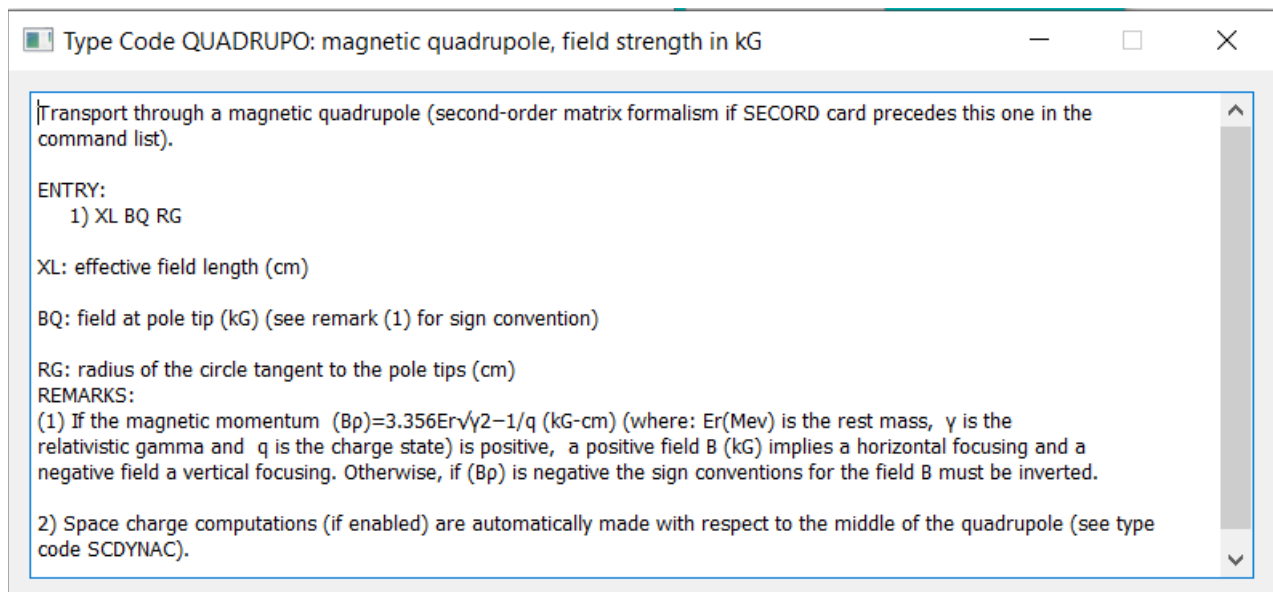 Type Code QUADRUPO: magnetic quadrupole, field strength in kG
Transport through a magnetic quadrupole (second-order matrix formalism if SECORD card precedes this one in the
command list).
ENTRY:
1) XL BQ RG
XL: effective field length (cm)
BQ: field at pole tip (kG) (see remark (1) for sign convention)
RG: radius of the circle tangent to the pole tips (cm)
REMARKS:
(1) If the magnetic momentum  (Bρ)=3.356Er√γ2−1/q (kG-cm) (where: Er(Mev) is the rest mass,  γ is the
relativistic gamma and  q is the charge state) is positive,  a positive field B (kG) implies a horizontal focusing and a
negative field a vertical focusing. Otherwise, if (Bρ) is negative the sign conventions for the field B must be inverted.
2) Space charge computations (if enabled) are automatically made with respect to the middle of the quadrupole (see type
code SCDYNAC).